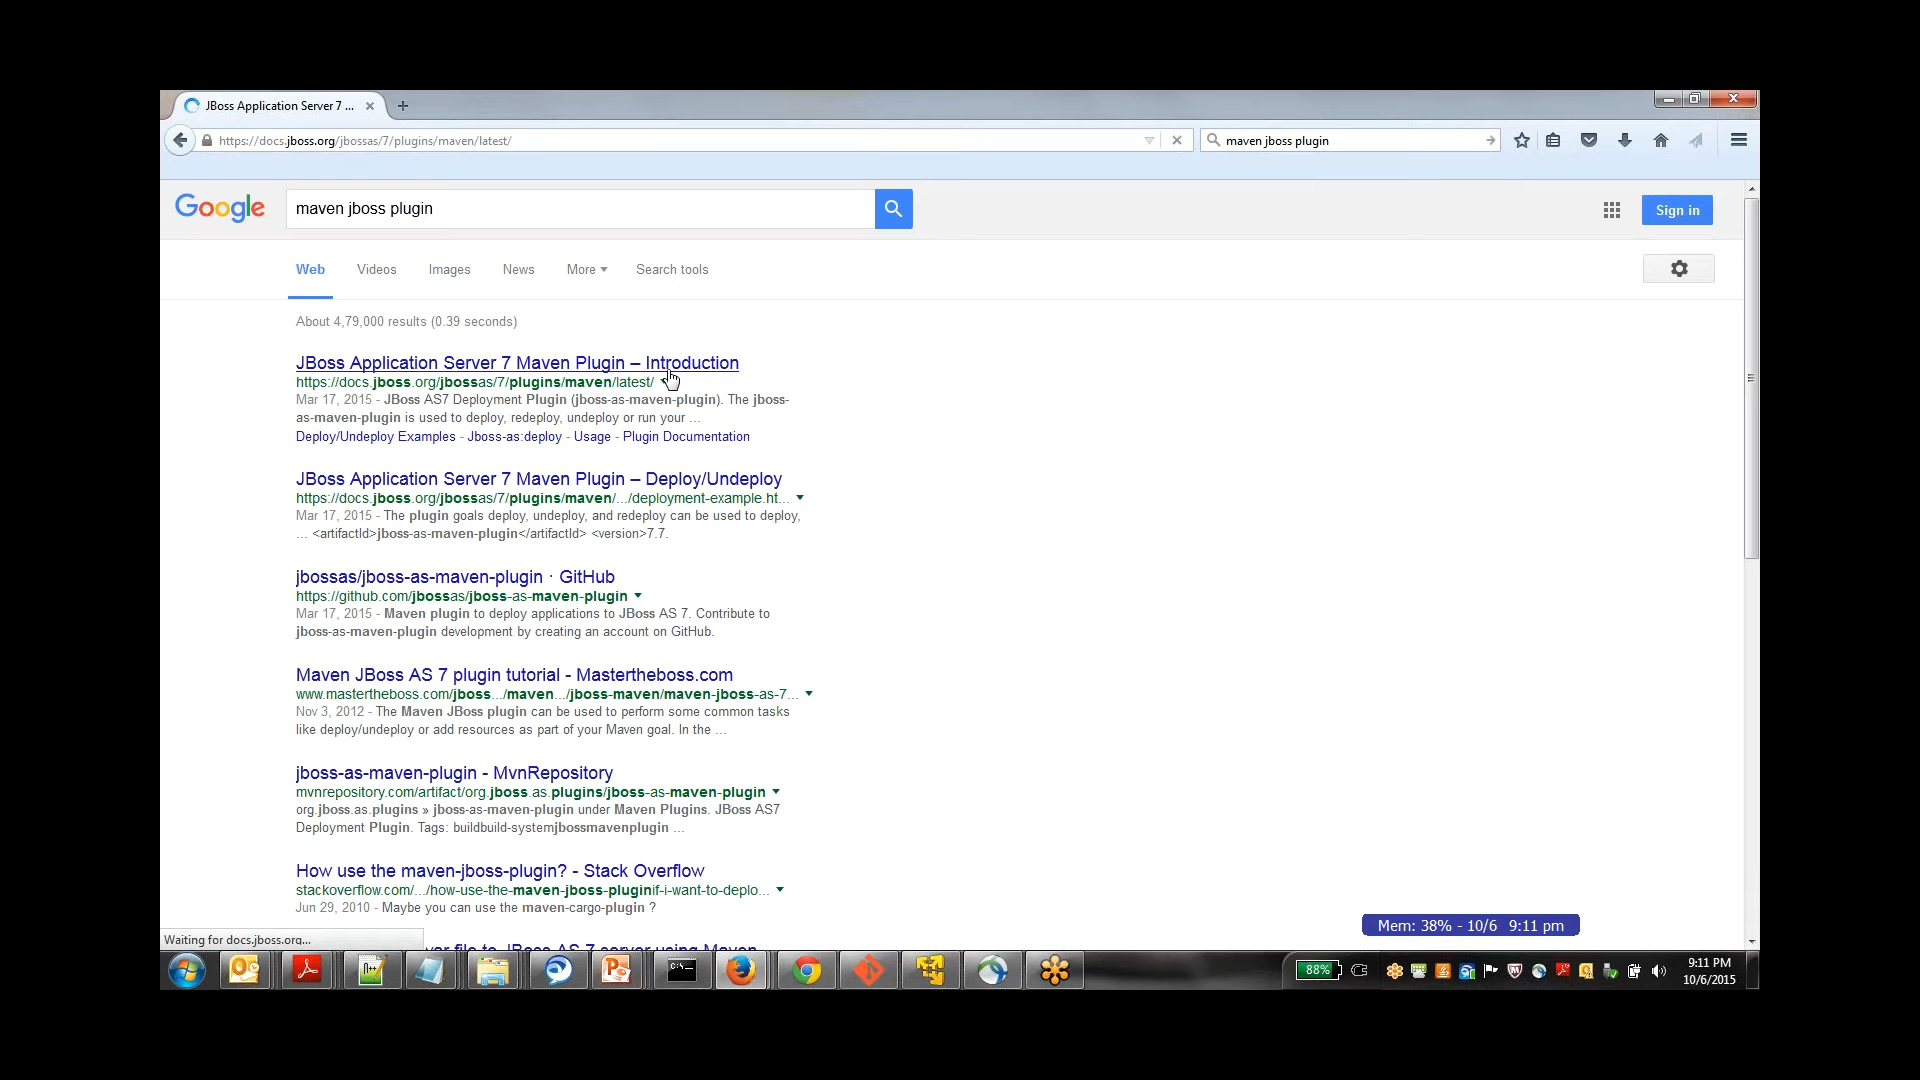 JBoss Application Server 7 ...
https://docs.jboss.org/jbossas/7/plugins/maven/latest/
maven jboss plugin
Google
maven jboss plugin
Sign in
Web Videos Images News More Search tools
About 4,79,000 results (0.39 seconds)
JBoss Application Server 7 Maven Plugin – Introduction
https://docs.jboss.org/jbossas/7/plugins/maven/latest/
Mar 17, 2015 - JBoss AS7 Deployment Plugin (jboss-as-maven-plugin). The jboss-
as-maven-plugin is used to deploy, redeploy, undeploy or run your ...
Deploy/Undeploy Examples - Jboss-as:deploy - Usage - Plugin Documentation
JBoss Application Server 7 Maven Plugin – Deploy/Undeploy
https://docs.jboss.org/jbossas/7/plugins/maven/.../deployment-example.ht...
Mar 17, 2015 - The plugin goals deploy, undeploy, and redeploy can be used to deploy,
... <artifactId>jboss-as-maven-plugin</artifactId> <version>7.7.
jbossas/jboss-as-maven-plugin · GitHub
https://github.com/jbossas/jboss-as-maven-plugin
Mar 17, 2015 - Maven plugin to deploy applications to JBoss AS 7. Contribute to
jboss-as-maven-plugin development by creating an account on GitHub.
Maven JBoss AS 7 plugin tutorial - Mastertheboss.com
www.mastertheboss.com/jboss.../maven.../jboss-maven/maven-jboss-as-7...
Nov 3, 2012 - The Maven JBoss plugin can be used to perform some common tasks
like deploy/undeploy or add resources as part of your Maven goal. In the ...
jboss-as-maven-plugin - MvnRepository
mvnrepository.com/artifact/org.jboss.as.plugins/jboss-as-maven-plugin
org.jboss.as.plugins » jboss-as-maven-plugin under Maven Plugins. JBoss AS7
Deployment Plugin. Tags: buildbuild-systemjbossmavenplugin ...
How use the maven-jboss-plugin? - Stack Overflow
stackoverflow.com/.../how-use-the-maven-jboss-pluginif-i-want-to-deplo...
Jun 29, 2010 - Maybe you can use the maven-cargo-plugin ?
Mem: 38% - 10/6 9:11 pm
Waiting for docs.jboss.org...
file to JBoss AS 7 server using Maven
88%
9:11 PM
10/6/2015